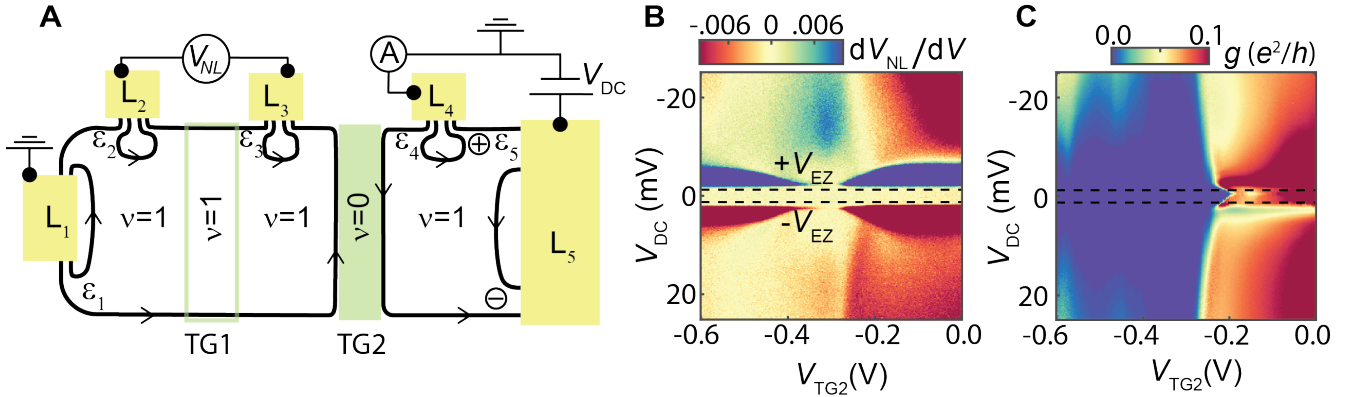 A
V_NL
A
V_DC
L_2
L_3
L_4
ε_2
ε_3
ε_4
⊕
ε_5
L_1
ν=1
ν=1
ν=1
ν=0
ν=1
L_5
ε_1
⊖
TG1
TG2
B
-.006 0 .006
dV_NL/dV
-20
0
20
V_DC (mV)
+V_EZ
-V_EZ
-0.6 -0.4 -0.2 0.0
V_TG2(V)
C
0.0 0.1
g (e²/h)
-20
0
20
V_DC (mV)
-0.6 -0.4 -0.2 0.0
V_TG2(V)